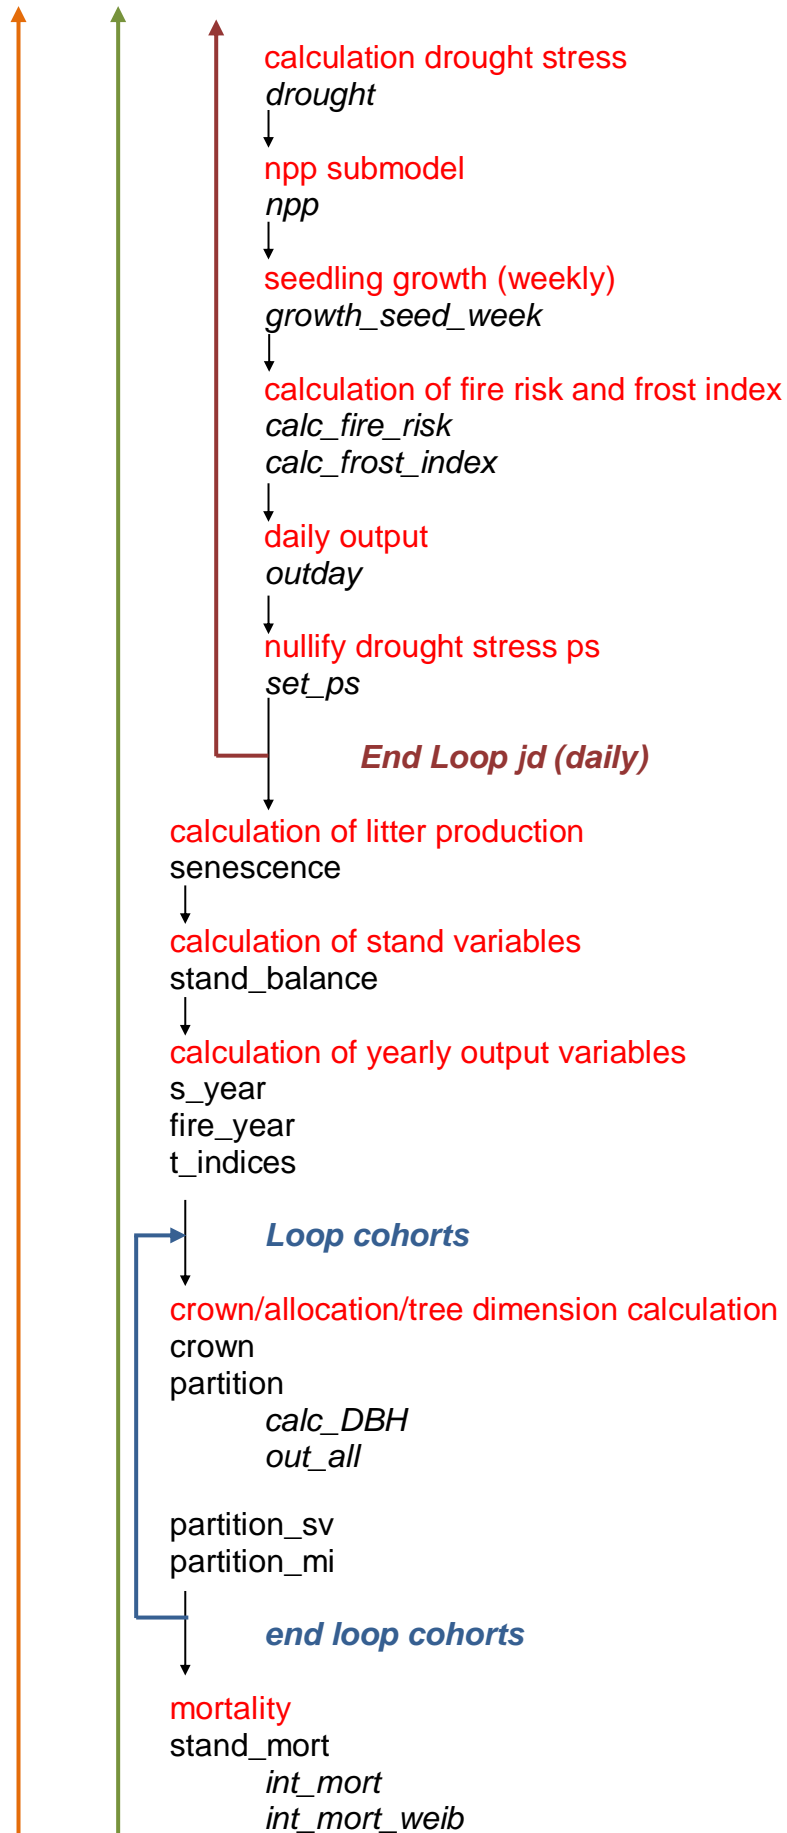 calculation drought stress
drought
npp submodel
npp
seedling growth (weekly)
growth_seed_week
calculation of fire risk and frost index
calc_fire_risk
calc_frost_index
daily output
outday
nullify drought stress ps
set_ps
End Loop jd (daily)
calculation of litter production
senescence
calculation of stand variables
stand_balance
calculation of yearly output variables
s_year
fire_year
t_indices
Loop cohorts
crown/allocation/tree dimension calculation
crown
partition
calc_DBH
out_all
partition_sv
partition_mi
end loop cohorts
mortality
stand_mort
int_mort
int_mort_weib